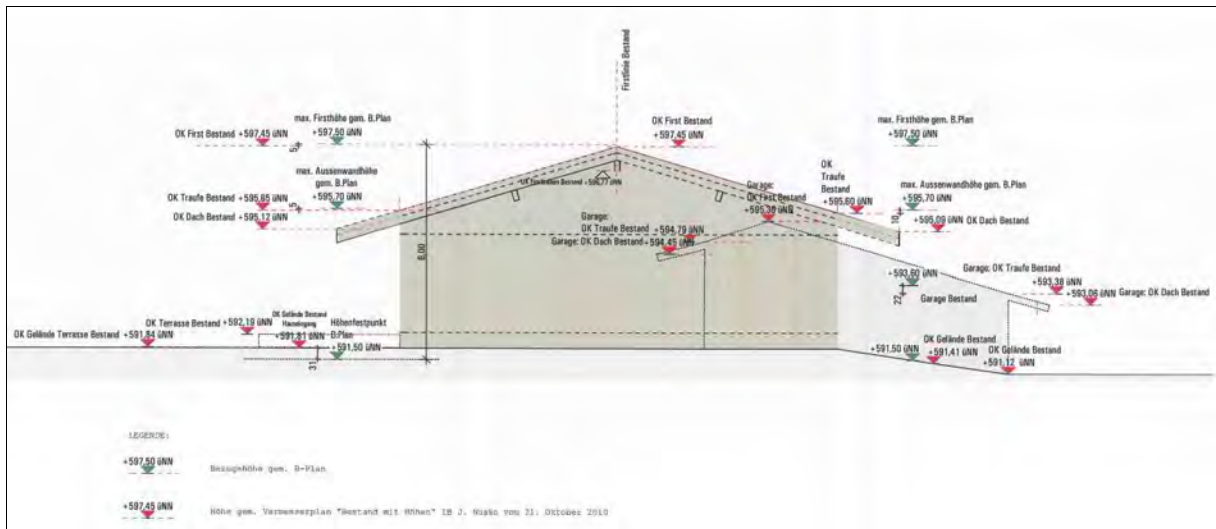 Firstlinie Bestand
max. Firsthöhe gem. B.Plan
OK First Bestand +597,45 üNN
+597,50 üNN
5
OK First Bestand
+597,45 üNN
max. Firsthöhe gem. B.Plan
+597,50 üNN
max. Aussenwandhöhe
gem. B.Plan
+595,70 üNN
OK Traufe Bestand +595,65 üNN
5
OK Dach Bestand +595,12 üNN
Bestand
Garage:
OK First Bestand
+595,38 üNN
OK
Traufe
Bestand
+595,60 üNN
max. Aussenwandhöhe gem. B.Plan
+595,70 üNN
10
+595,09 OK Dach Bestand
Garage:
OK Traufe Bestand +594,79 üNN
Garage: OK Dach Bestand +594,45 üNN
6,00
+593,60 üNN
22
Garage Bestand
Garage: OK Traufe Bestand
+593,38 üNN
+593,06 üNN Garage: OK Dach Bestand
OK Terrasse Bestand +592,19 üNN
OK Gelände Bestand
Hauseingang
+591,81 üNN
Höhenfestpunkt
B.Plan
+591,50 üNN
OK Gelände Terrasse Bestand +591,84 üNN
31
+591,50 üNN
OK Gelände Bestand
+591,41 üNN
OK Gelände Bestand
+591,12 üNN
LEGENDE:
+597,50 üNN
Bezugshöhe gem. B-Plan
+597,45 üNN
Höhe gem. Vermesserplan "Bestand mit Höhen" IB J. vom 21. Oktober 2010